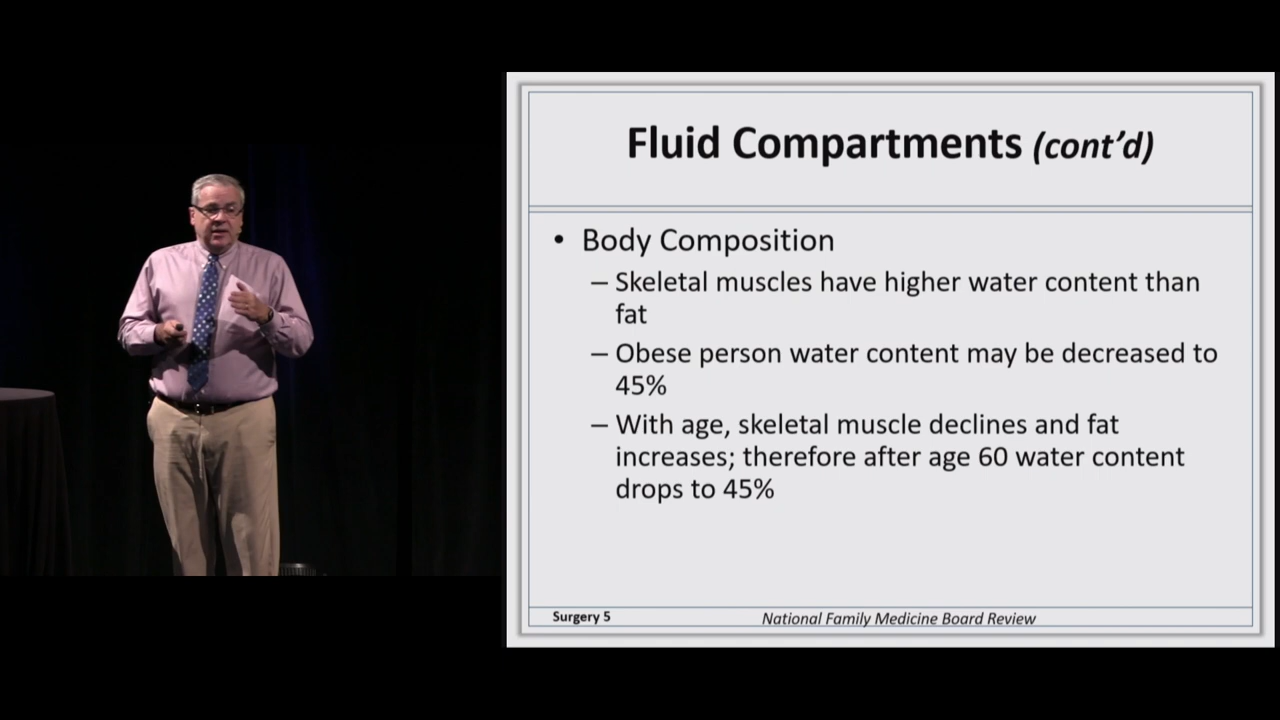 Fluid Compartments (cont'd)
• Body Composition
– Skeletal muscles have higher water content than
fat
– Obese person water content may be decreased to
45%
– With age, skeletal muscle declines and fat
increases; therefore after age 60 water content
drops to 45%
Surgery 5
National Family Medicine Board Review